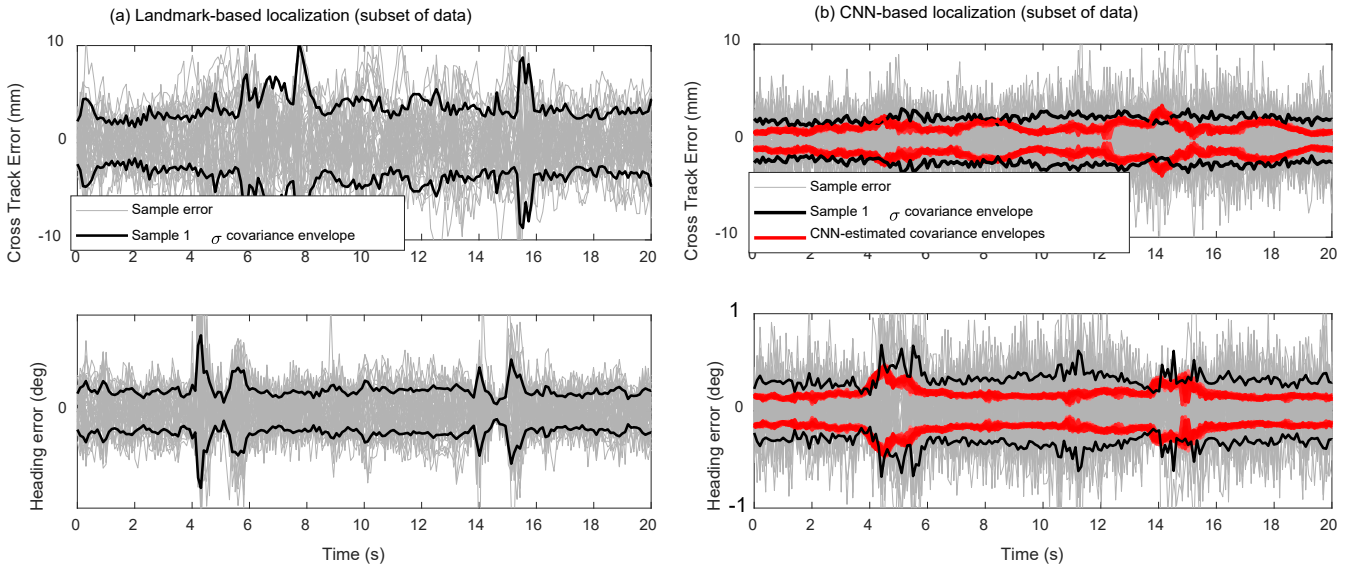 (a) Landmark-based localization (subset of data)
Cross Track Error (mm)
10
0
-10
Sample error
Sample 1 σ covariance envelope
0 2 4 6 8 10 12 14 16 18 20
Heading error (deg)
0
0 2 4 6 8 10 12 14 16 18 20
Time (s)
(b) CNN-based localization (subset of data)
Cross Track Error (mm)
10
0
-10
Sample error
Sample 1 σ covariance envelope
CNN-estimated covariance envelopes
0 2 4 6 8 10 12 14 16 18 20
Heading error (deg)
1
0
-1
0 2 4 6 8 10 12 14 16 18 20
Time (s)